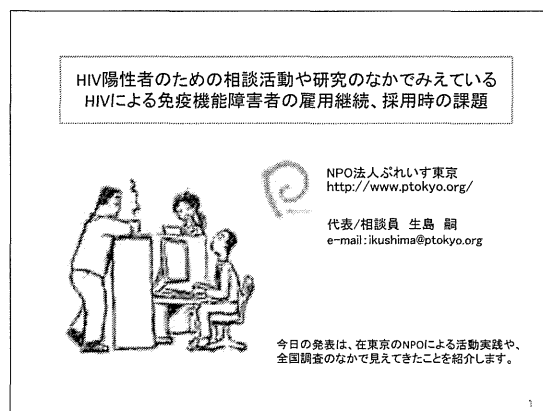 HIV陽性者のための相談活動や研究のなかでみえている
HIVによる免疫機能障害者の雇用継続、採用時の課題
NPO法人ぷれいす東京
http://www.ptokyo.org/
代表/相談員 生島 嗣
e-mail:ikushima@ptokyo.org
今日の発表は、在東京のNPOによる活動実践や、
全国調査のなかで見えてきたことを紹介します。
1